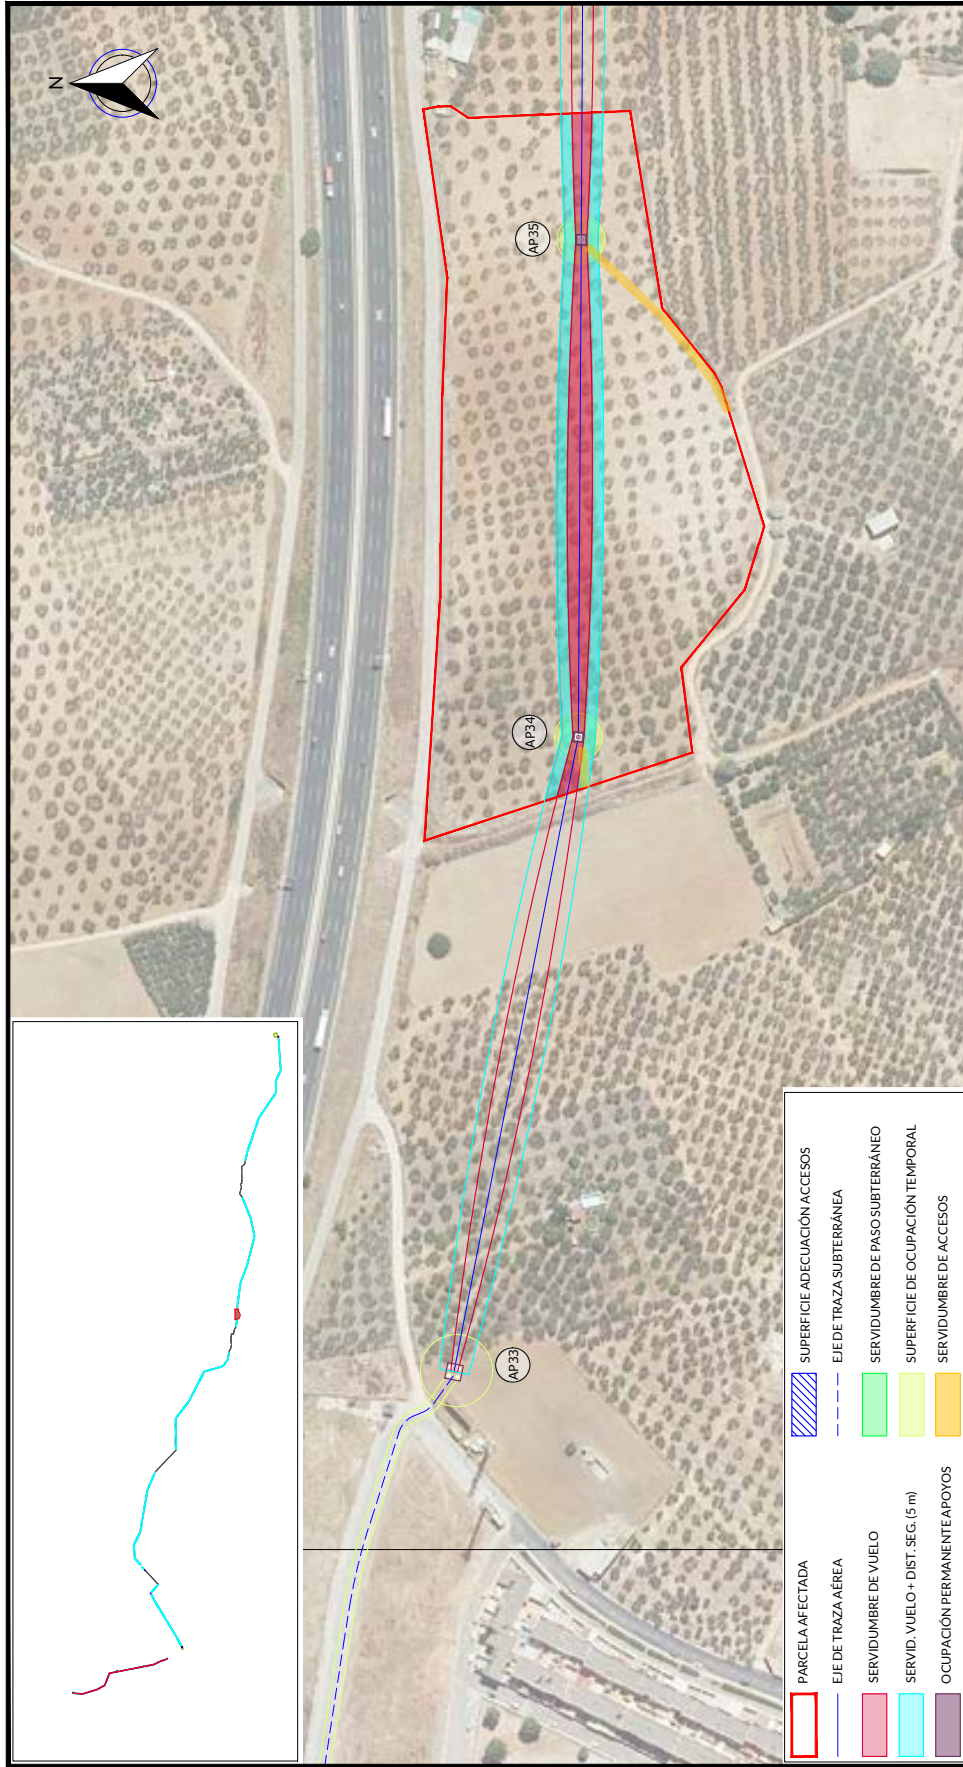 N
AP35
AP34
AP33
PARCELA AFECTADA
EJE DE TRAZA AÉREA
SERVIDUMBRE DE VUELO
SERVID. VUELO + DIST. SEG. (5 m)
OCUPACIÓN PERMANENTE APOYOS
SUPERFICIE ADECUACIÓN ACCESOS
EJE DE TRAZA SUBTERRÁNEA
SERVIDUMBRE DE PASO SUBTERRÁNEO
SUPERFICIE DE OCUPACIÓN TEMPORAL
SERVIDUMBRE DE ACCESOS